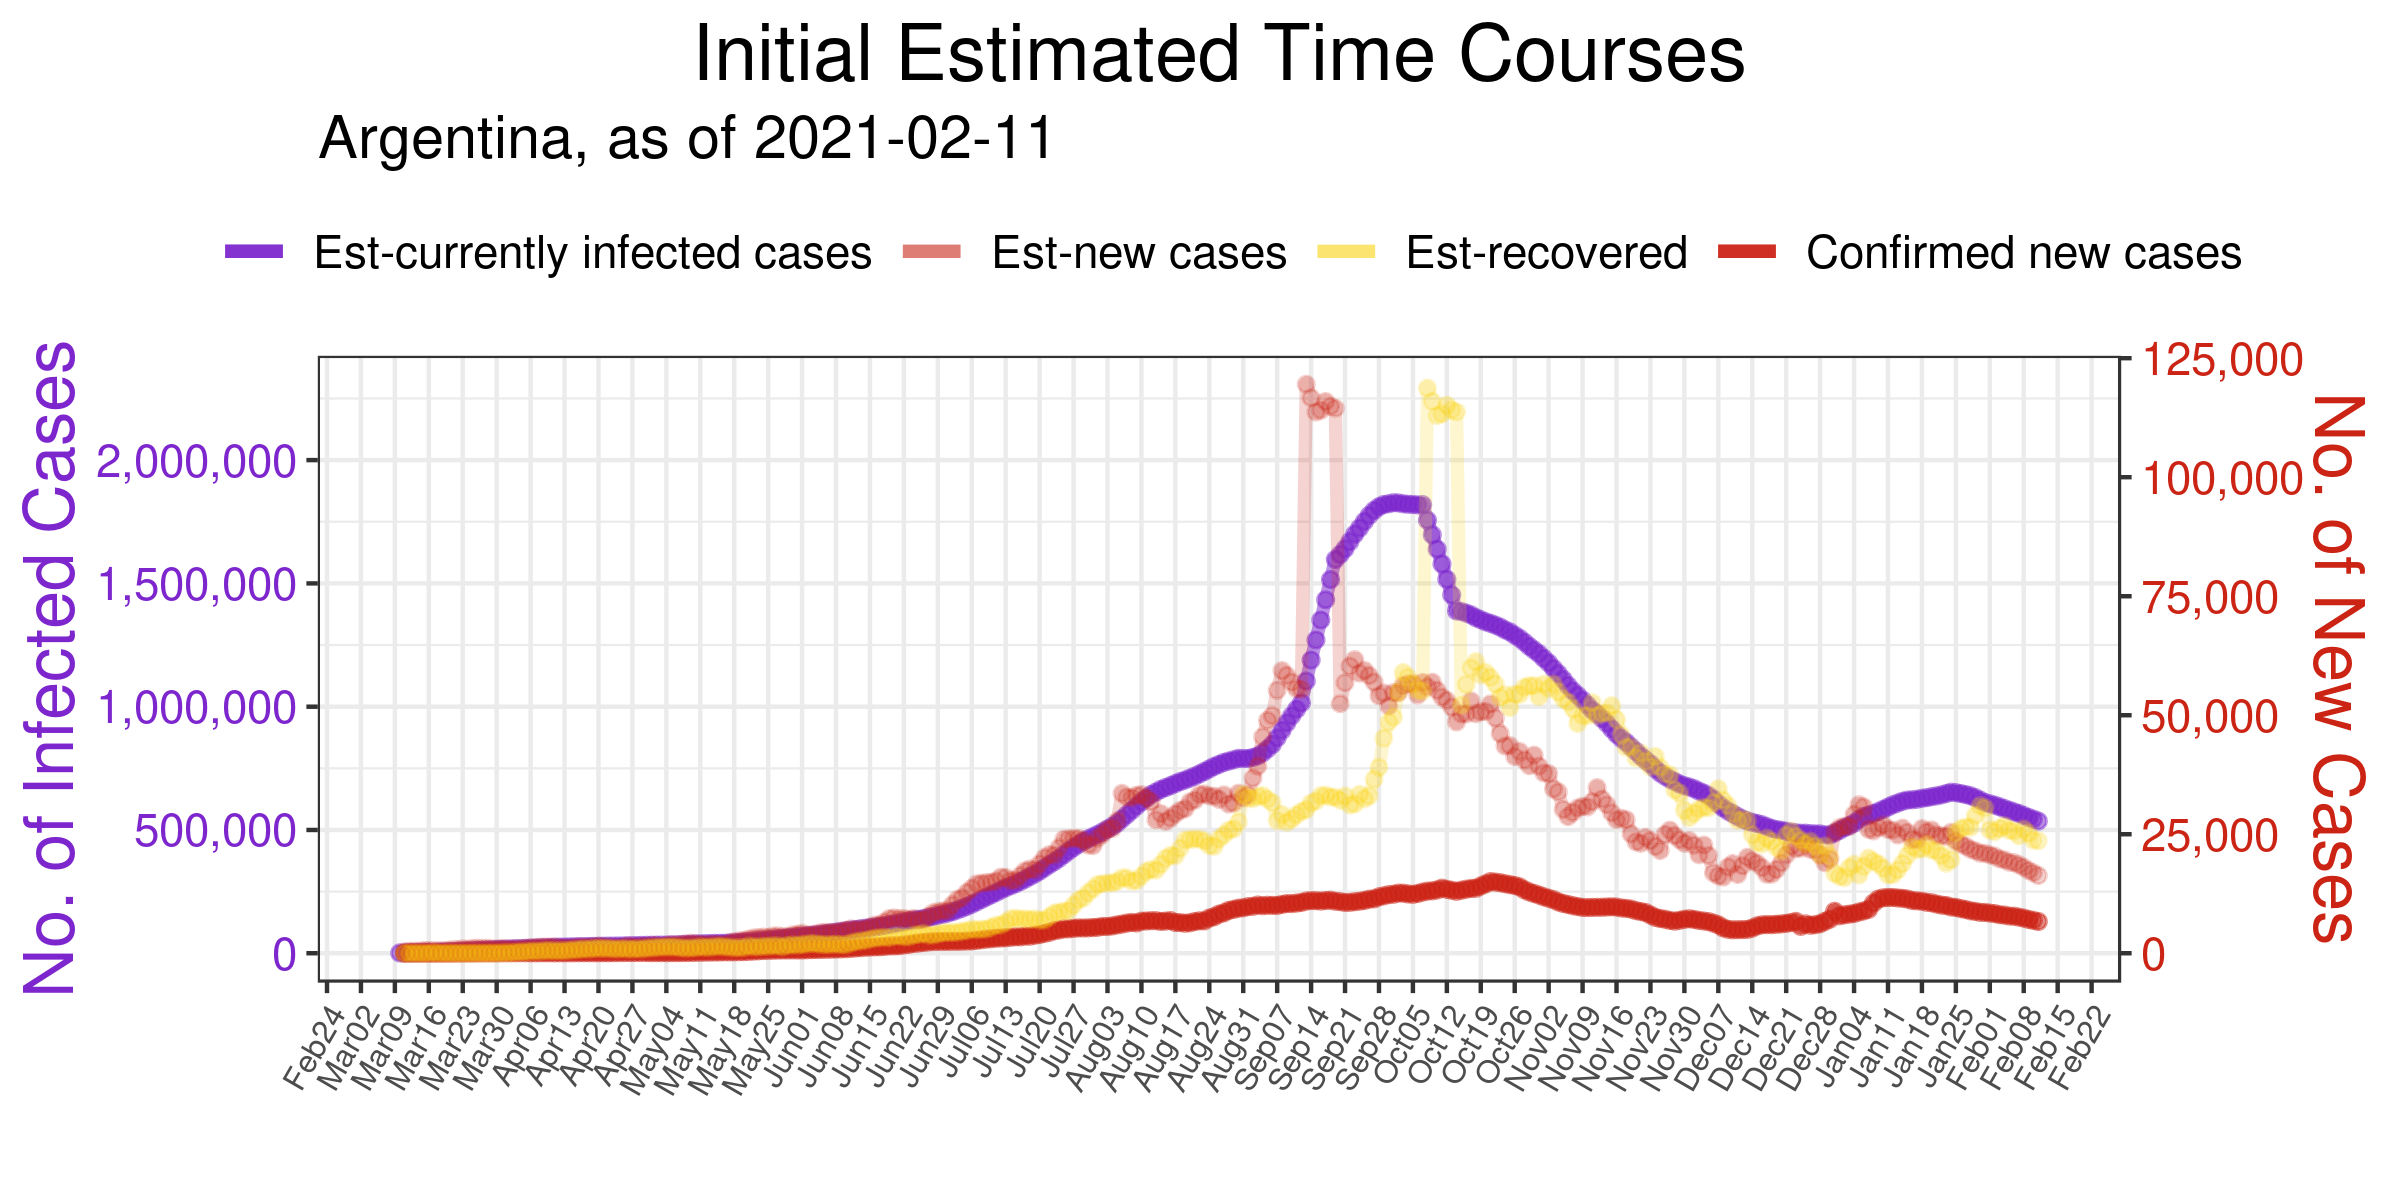 Initial Estimated Time Courses
Argentina, as of 2021-02-11
Est-currently infected cases
Est-new cases
Est-recovered
Confirmed new cases
No. of Infected Cases
2,000,000
1,500,000
1,000,000
500,000
0
125,000
100,000
75,000
50,000
25,000
0
No. of New Cases
Feb24
Mar02
Mar09
Mar16
Mar23
Mar30
Apr06
Apr13
Apr20
Apr27
May04
May11
May18
May25
Jun01
Jun08
Jun15
Jun22
Jun29
Jul06
Jul13
Jul20
Jul27
Aug03
Aug10
Aug17
Aug24
Aug31
Sep07
Sep14
Sep21
Sep28
Oct05
Oct12
Oct19
Oct26
Nov02
Nov09
Nov16
Nov23
Nov30
Dec07
Dec14
Dec21
Dec28
Jan04
Jan11
Jan18
Jan25
Feb01
Feb08
Feb15
Feb22